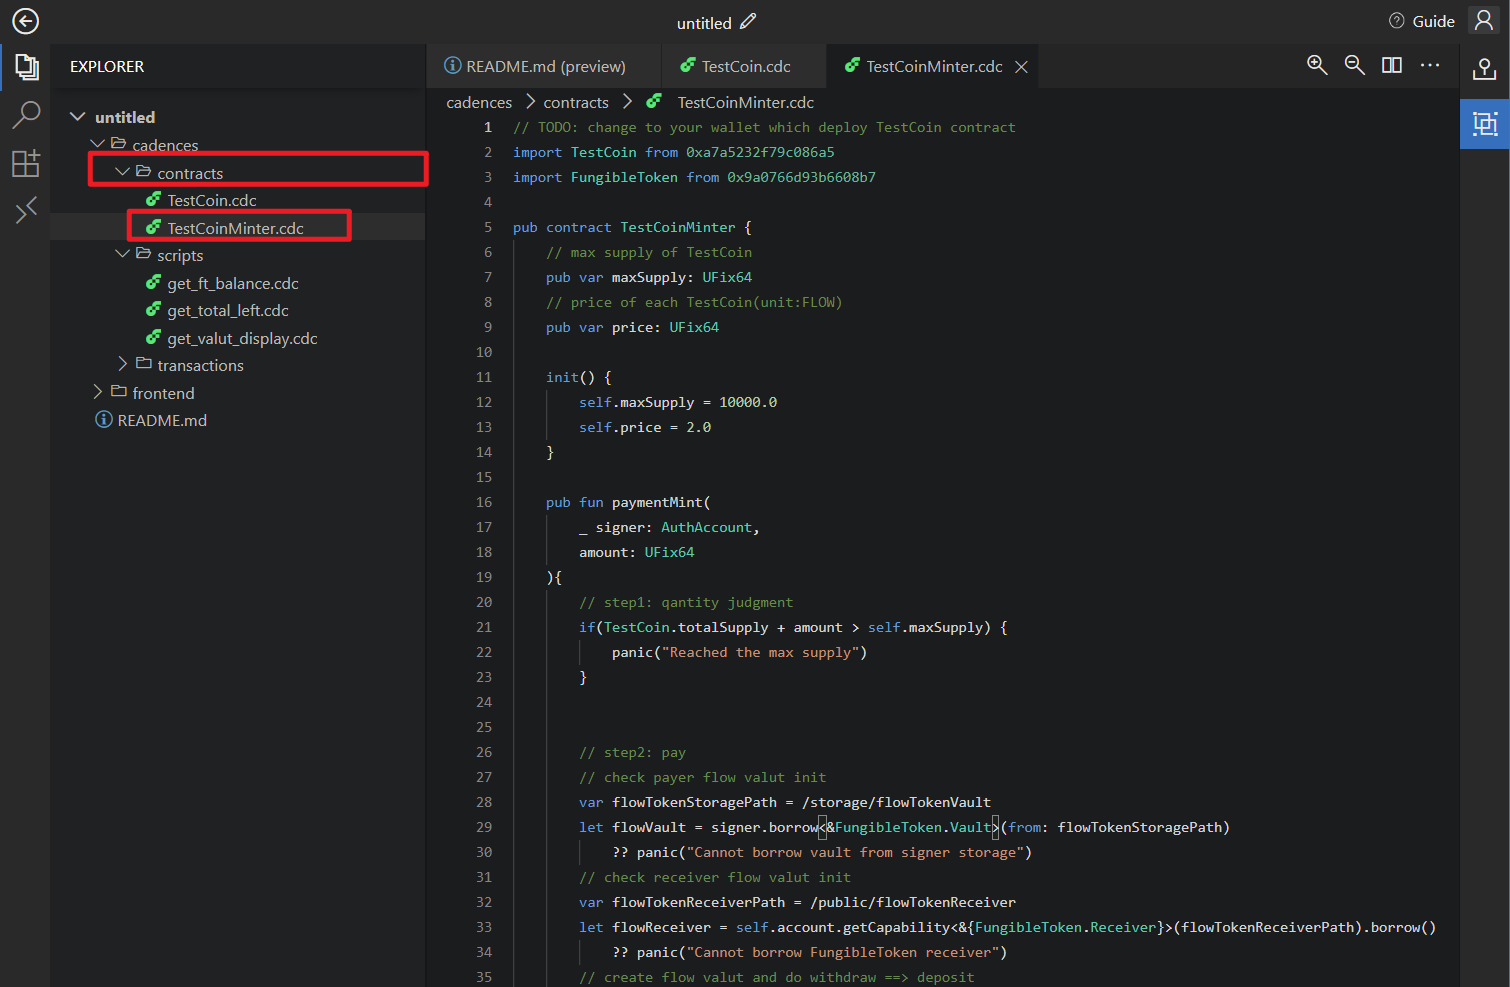 untitled
Guide
EXPLORER
README.md (preview)
TestCoin.cdc
TestCoinMinter.cdc
untitled
cadences
contracts
TestCoin.cdc
TestCoinMinter.cdc
scripts
get_ft_balance.cdc
get_total_left.cdc
get_valut_display.cdc
transactions
frontend
README.md
cadences > contracts > TestCoinMinter.cdc
1 // TODO: change to your wallet which deploy TestCoin contract
2 import TestCoin from 0xa7a5232f79c086a5
3 import FungibleToken from 0x9a0766d93b6608b7
4
5 pub contract TestCoinMinter {
6 // max supply of TestCoin
7 pub var maxSupply: UFix64
8 // price of each TestCoin(unit:FLOW)
9 pub var price: UFix64
10
11 init() {
12 self.maxSupply = 10000.0
13 self.price = 2.0
14 }
15
16 pub fun paymentMint(
17 _ signer: AuthAccount,
18 amount: UFix64
19 ){
20 // step1: qantity judgment
21 if(TestCoin.totalSupply + amount > self.maxSupply) {
22 panic("Reached the max supply")
23 }
24
25
26 // step2: pay
27 // check payer flow valut init
28 var flowTokenStoragePath = /storage/flowTokenVault
29 let flowVault = signer.borrow<&FungibleToken.Vault>(from: flowTokenStoragePath)
30 ?? panic("Cannot borrow vault from signer storage")
31 // check receiver flow valut init
32 var flowTokenReceiverPath = /public/flowTokenReceiver
33 let flowReceiver = self.account.getCapability<&{FungibleToken.Receiver}>(flowTokenReceiverPath).borrow()
34 ?? panic("Cannot borrow FungibleToken receiver")
35 // create flow valut and do withdraw ==> deposit